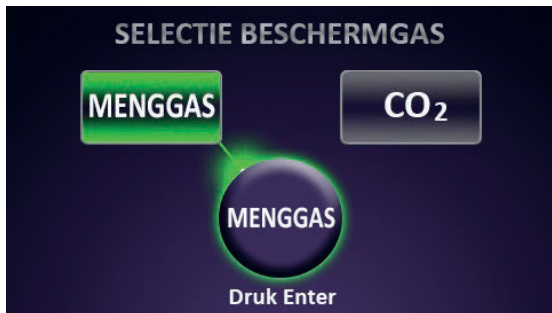 SELECTIE BESCHERMGAS
MENGGAS
CO₂
MENGGAS
Druk Enter